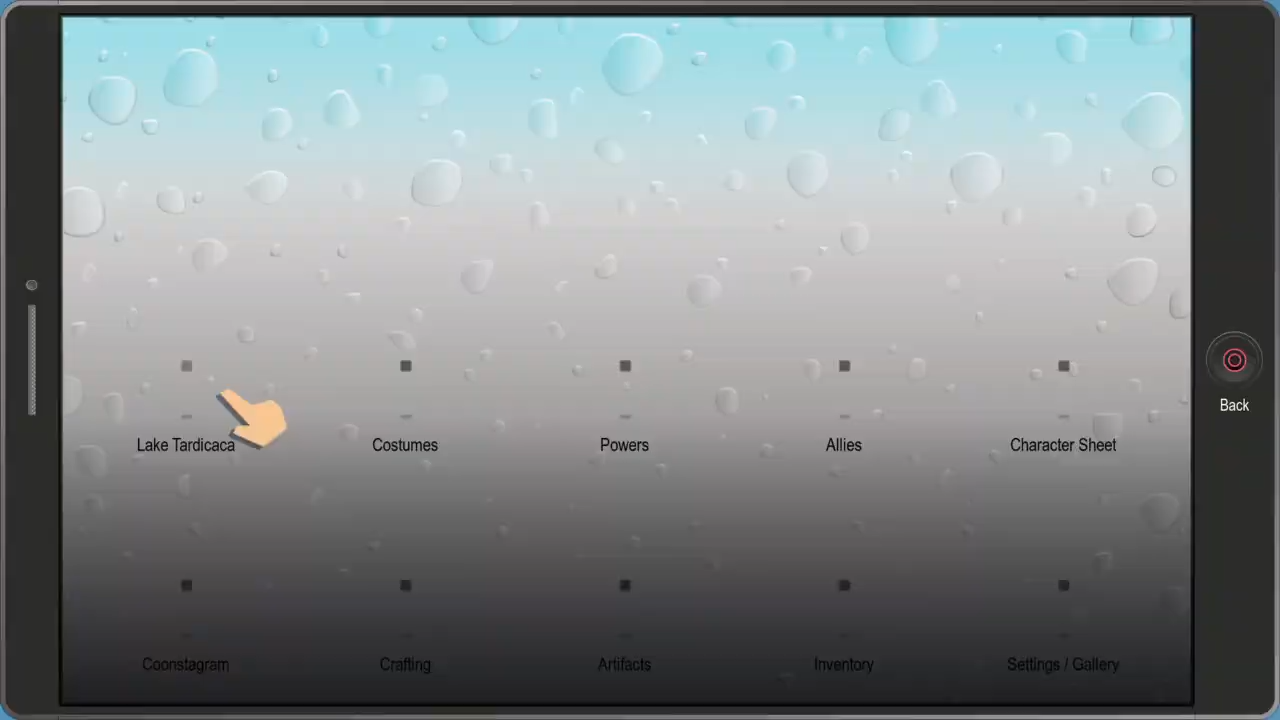 Lake Tardicaca
Costumes
Powers
Allies
Character Sheet
Back
Coonstagram
Crafting
Artifacts
Inventory
Settings / Gallery